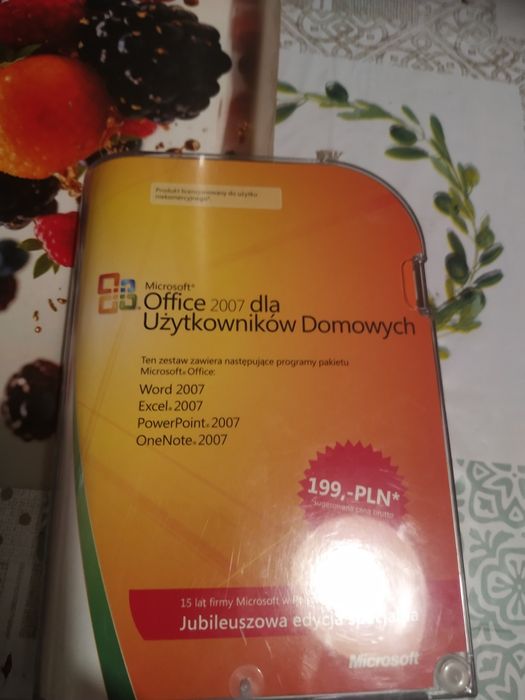 Produkt licencjonowany do użytku
niekomercyjnego*
Microsoft®
Office 2007 dla
Użytkowników Domowych
Ten zestaw zawiera następujące programy pakietu
Microsoft® Office:
Word 2007
Excel® 2007
PowerPoint® 2007
OneNote® 2007
199,-PLN*
Sugerowana cena brutto
15 lat firmy Microsoft w
Jubileuszowa edycja specjalna
Microsoft